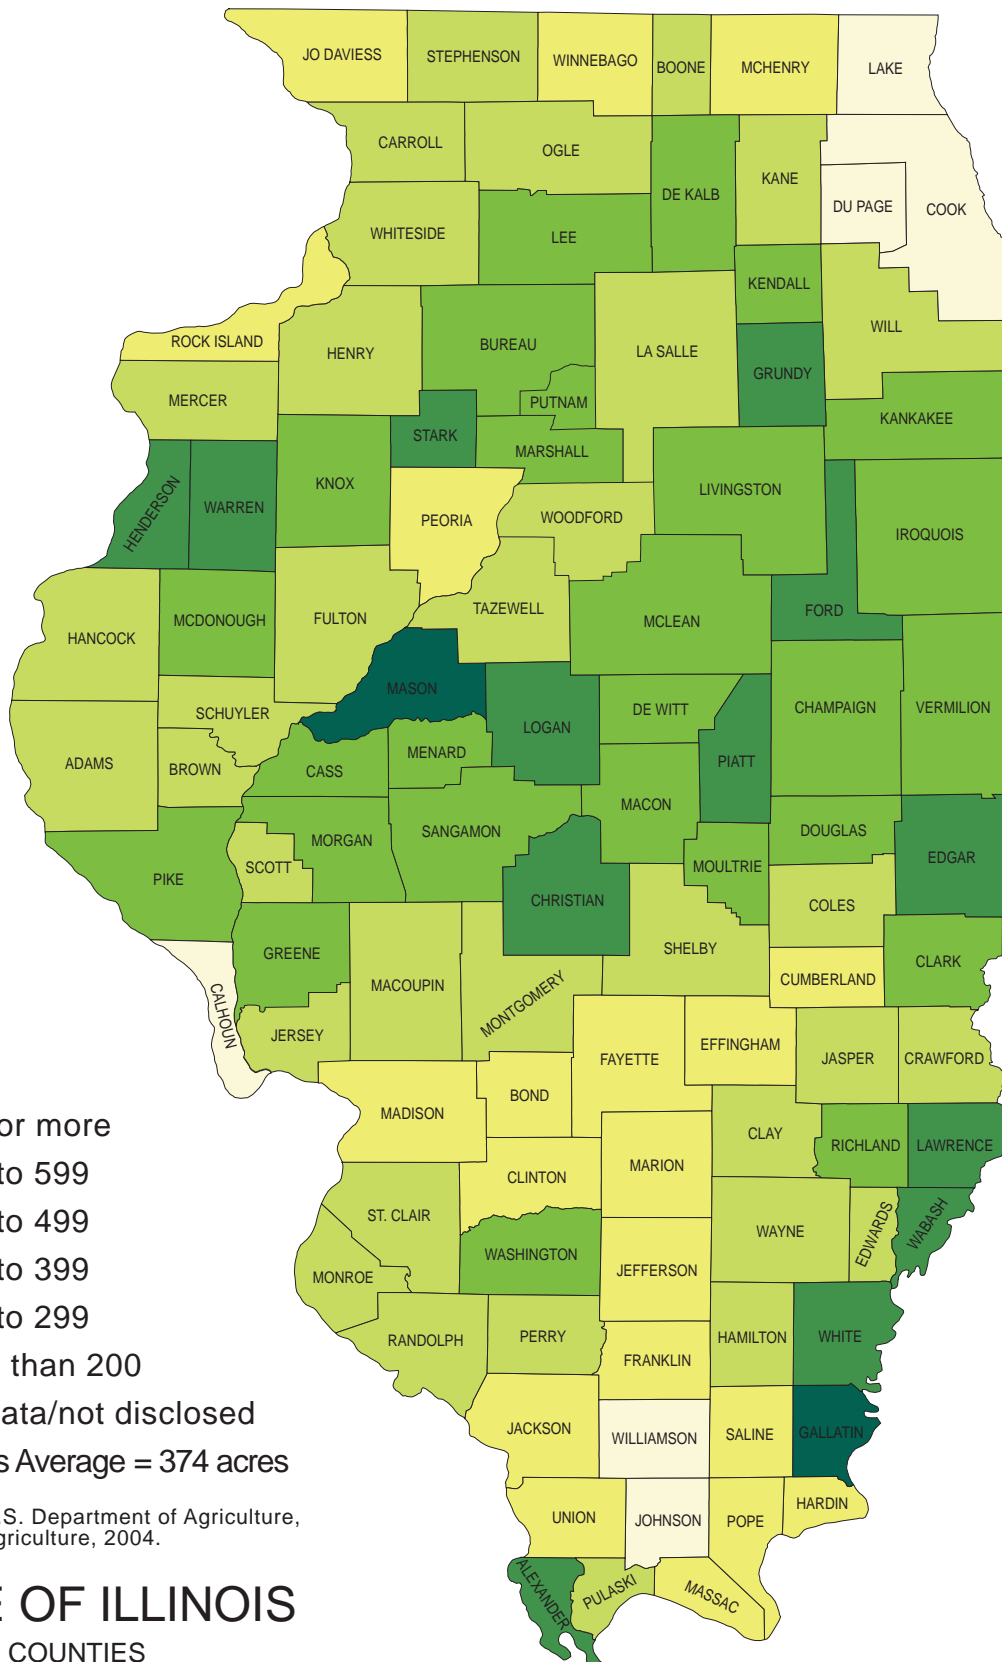 JO DAVIESS
STEPHENSON
WINNEBAGO
BOONE
MCHENRY
LAKE
CARROLL
OGLE
DE KALB
KANE
DU PAGE
COOK
WHITESIDE
LEE
KENDALL
ROCK ISLAND
HENRY
BUREAU
LA SALLE
WILL
GRUNDY
MERCER
PUTNAM
KANKAKEE
STARK
MARSHALL
HENDERSON
WARREN
KNOX
PEORIA
WOODFORD
LIVINGSTON
IROQUOIS
HANCOCK
MCDONOUGH
FULTON
TAZEWELL
MCLEAN
FORD
MASON
SCHUYLER
LOGAN
DE WITT
CHAMPAIGN
VERMILION
ADAMS
BROWN
CASS
MENARD
PIATT
MACON
SANGAMON
MORGAN
DOUGLAS
EDGAR
PIKE
SCOTT
MOULTRIE
CHRISTIAN
COLES
SHELBY
GREENE
MACOUPIN
MONTGOMERY
CUMBERLAND
CLARK
CALHOUN
JERSEY
FAYETTE
EFFINGHAM
JASPER
CRAWFORD
MADISON
BOND
CLAY
RICHLAND
LAWRENCE
CLINTON
MARION
ST. CLAIR
WAYNE
EDWARDS
WABASH
MONROE
WASHINGTON
JEFFERSON
RANDOLPH
PERRY
FRANKLIN
HAMILTON
WHITE
JACKSON
WILLIAMSON
SALINE
GALLATIN
UNION
JOHNSON
POPE
HARDIN
ALEXANDER
PULASKI
MASSAC
or more
to 599
to 499
to 399
to 299
than 200
ata/not disclosed
s Average = 374 acres
.S. Department of Agriculture,
griculture, 2004.
E OF ILLINOIS
COUNTIES